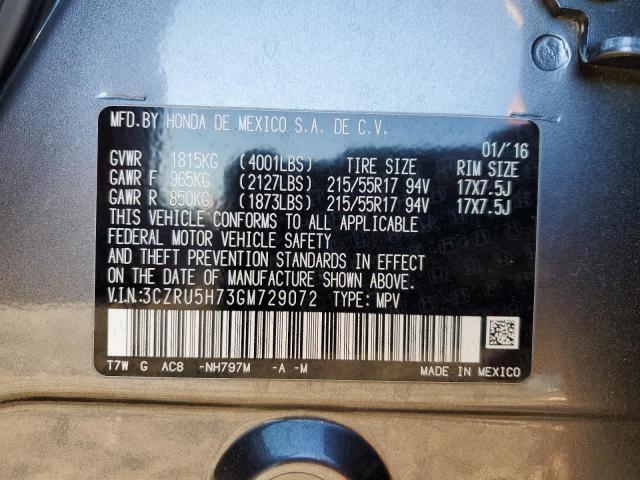 MFD.BY HONDA DE MEXICO S.A. DE C.V.
01/'16
GVWR 1815KG (4001LBS) TIRE SIZE RIM SIZE
GAWR F 965KG (2127LBS) 215/55R17 94V 17X7.5J
GAWR R 850KG (1873LBS) 215/55R17 94V 17X7.5J
THIS VEHICLE CONFORMS TO ALL APPLICABLE
FEDERAL MOTOR VEHICLE SAFETY
AND THEFT PREVENTION STANDARDS IN EFFECT
ON THE DATE OF MANUFACTURE SHOWN ABOVE.
V.I.N.:3CZRU5H73GM729072 TYPE: MPV
T7W G AC8 -NH797M -A -M MADE IN MEXICO